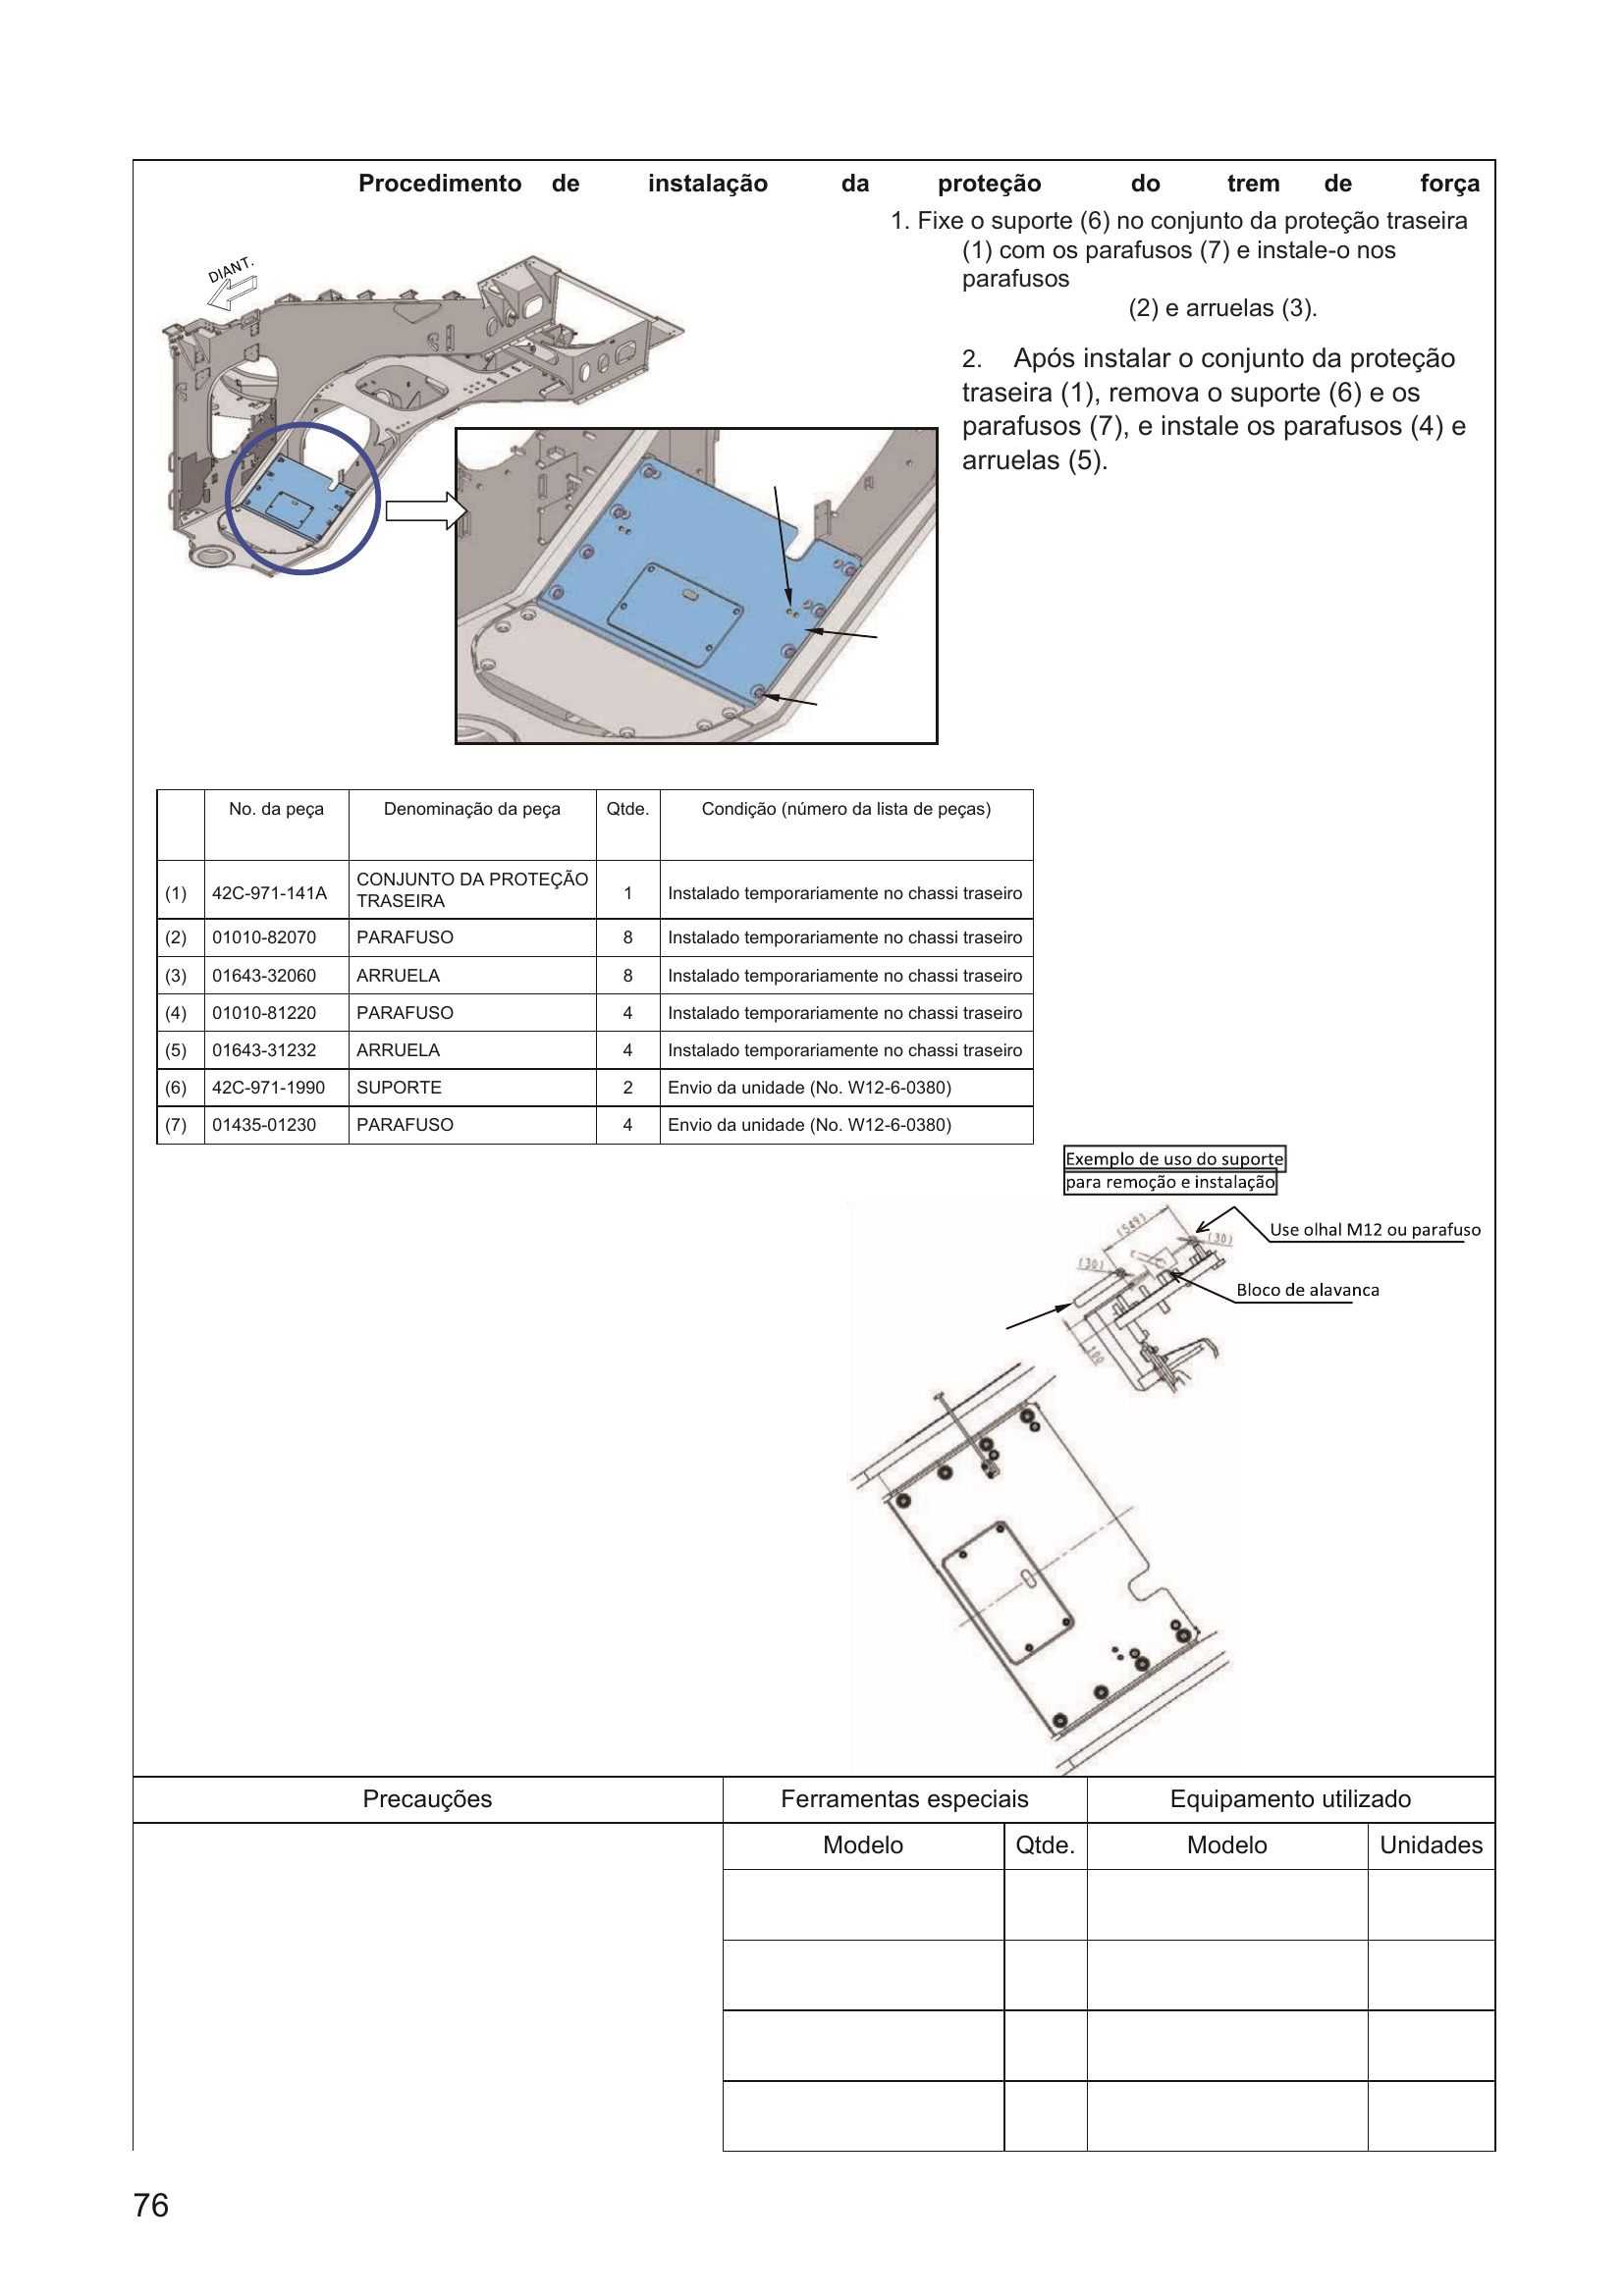 Procedimento de instalação da proteção do trem de força
1. Fixe o suporte (6) no conjunto da proteção traseira
(1) com os parafusos (7) e instale-o nos
parafusos
(2) e arruelas (3).
2. Após instalar o conjunto da proteção
traseira (1), remova o suporte (6) e os
parafusos (7), e instale os parafusos (4) e
arruelas (5).
DIANT.
No. da peça Denominação da peça Qtde. Condição (número da lista de peças)
(1) 42C-971-141A CONJUNTO DA PROTEÇÃO TRASEIRA 1 Instalado temporariamente no chassi traseiro
(2) 01010-82070 PARAFUSO 8 Instalado temporariamente no chassi traseiro
(3) 01643-32060 ARRUELA 8 Instalado temporariamente no chassi traseiro
(4) 01010-81220 PARAFUSO 4 Instalado temporariamente no chassi traseiro
(5) 01643-31232 ARRUELA 4 Instalado temporariamente no chassi traseiro
(6) 42C-971-1990 SUPORTE 2 Envio da unidade (No. W12-6-0380)
(7) 01435-01230 PARAFUSO 4 Envio da unidade (No. W12-6-0380)
Exemplo de uso do suporte
para remoção e instalação
(549)
Use olhal M12 ou parafuso
(30)
(30)
Bloco de alavanca
100
Precauções Ferramentas especiais Equipamento utilizado
Modelo Qtde. Modelo Unidades
76